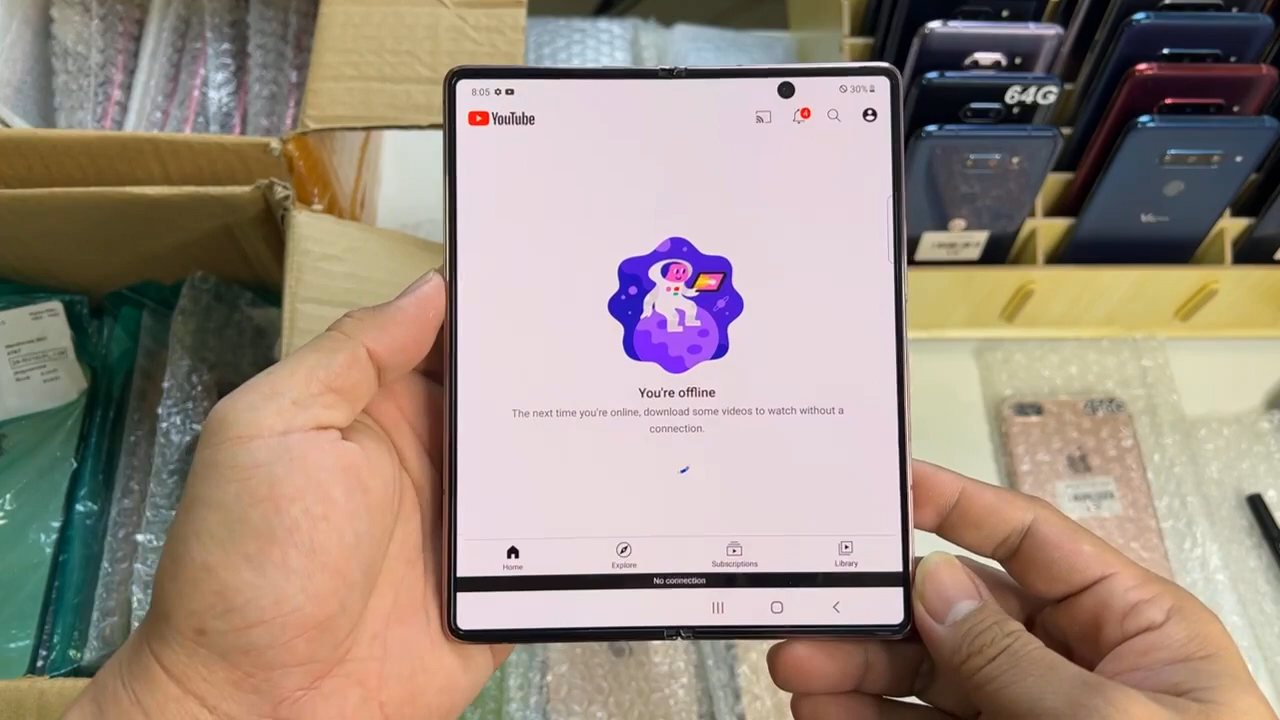 8:05
30%
YouTube
4
You're offline
The next time you're online, download some videos to watch without a
connection.
Home
Explore
Subscriptions
Library
No connection
64G
256G